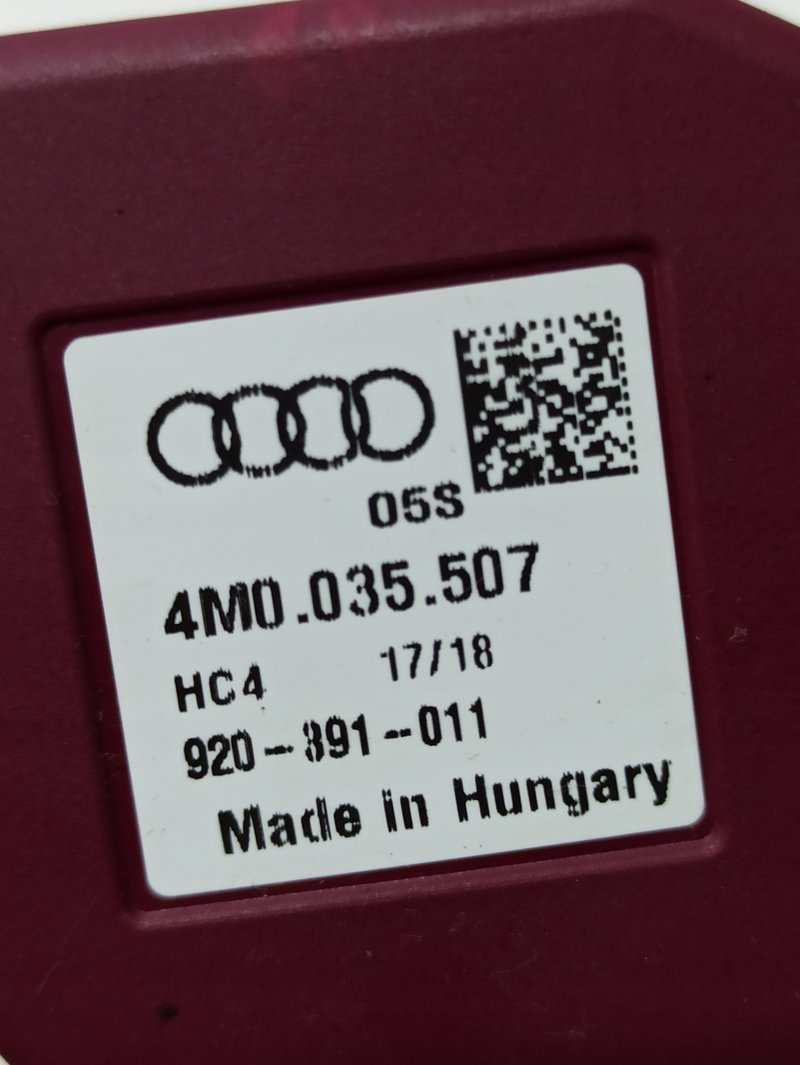 05S
4M0.035.507
HC4 17/18
920-891-011
Made in Hungary